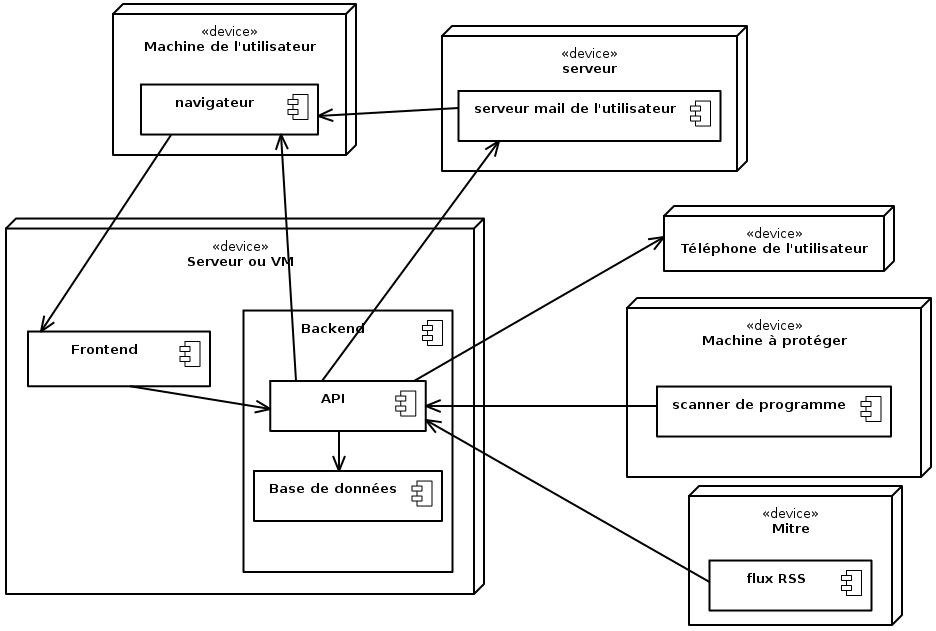 «device»
Machine de l'utilisateur
navigateur
«device»
serveur
serveur mail de l'utilisateur
«device»
Serveur ou VM
Frontend
Backend
API
Base de données
«device»
Téléphone de l'utilisateur
«device»
Machine à protéger
scanner de programme
«device»
Mitre
flux RSS